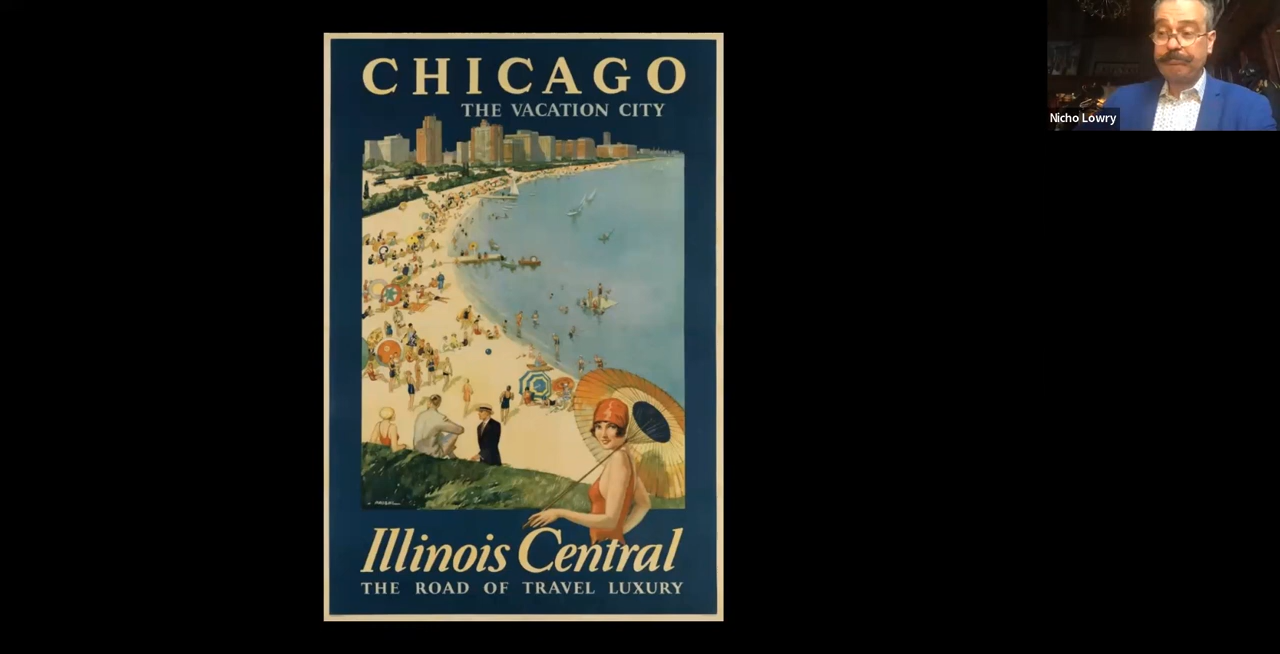 CHICAGO
THE VACATION CITY
Illinois Central
THE ROAD OF TRAVEL LUXURY
Nicho Lowry